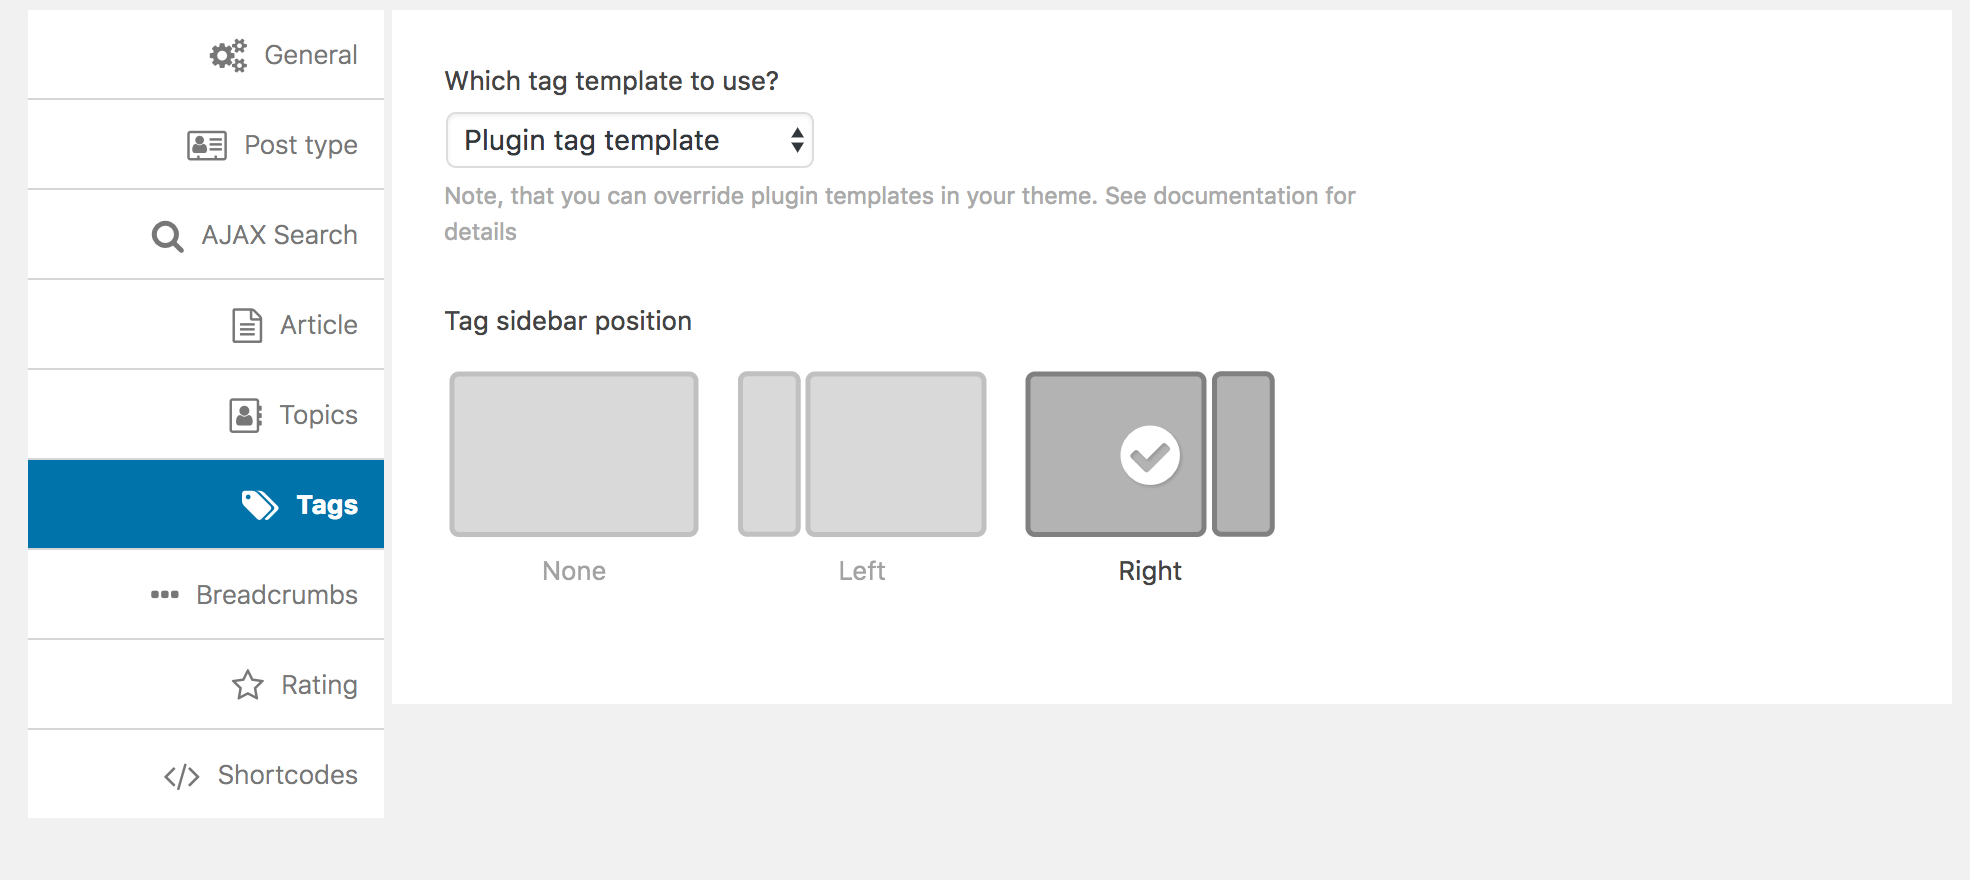 General
Post type
AJAX Search
Article
Topics
Tags
Breadcrumbs
Rating
Shortcodes
Which tag template to use?
Plugin tag template
Note, that you can override plugin templates in your theme. See documentation for
details
Tag sidebar position
None
Left
Right